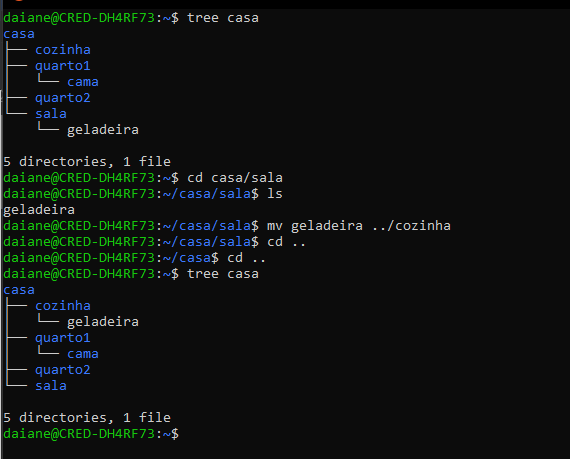 daiane@CRED-DH4RF73:~$ tree casa
casa
├── cozinha
├── quarto1
│   └── cama
├── quarto2
└── sala
    └── geladeira

5 directories, 1 file
daiane@CRED-DH4RF73:~$ cd casa/sala
daiane@CRED-DH4RF73:~/casa/sala$ ls
geladeira
daiane@CRED-DH4RF73:~/casa/sala$ mv geladeira ../cozinha
daiane@CRED-DH4RF73:~/casa/sala$ cd ..
daiane@CRED-DH4RF73:~/casa$ cd ..
daiane@CRED-DH4RF73:~$ tree casa
casa
├── cozinha
│   └── geladeira
├── quarto1
│   └── cama
├── quarto2
└── sala

5 directories, 1 file
daiane@CRED-DH4RF73:~$